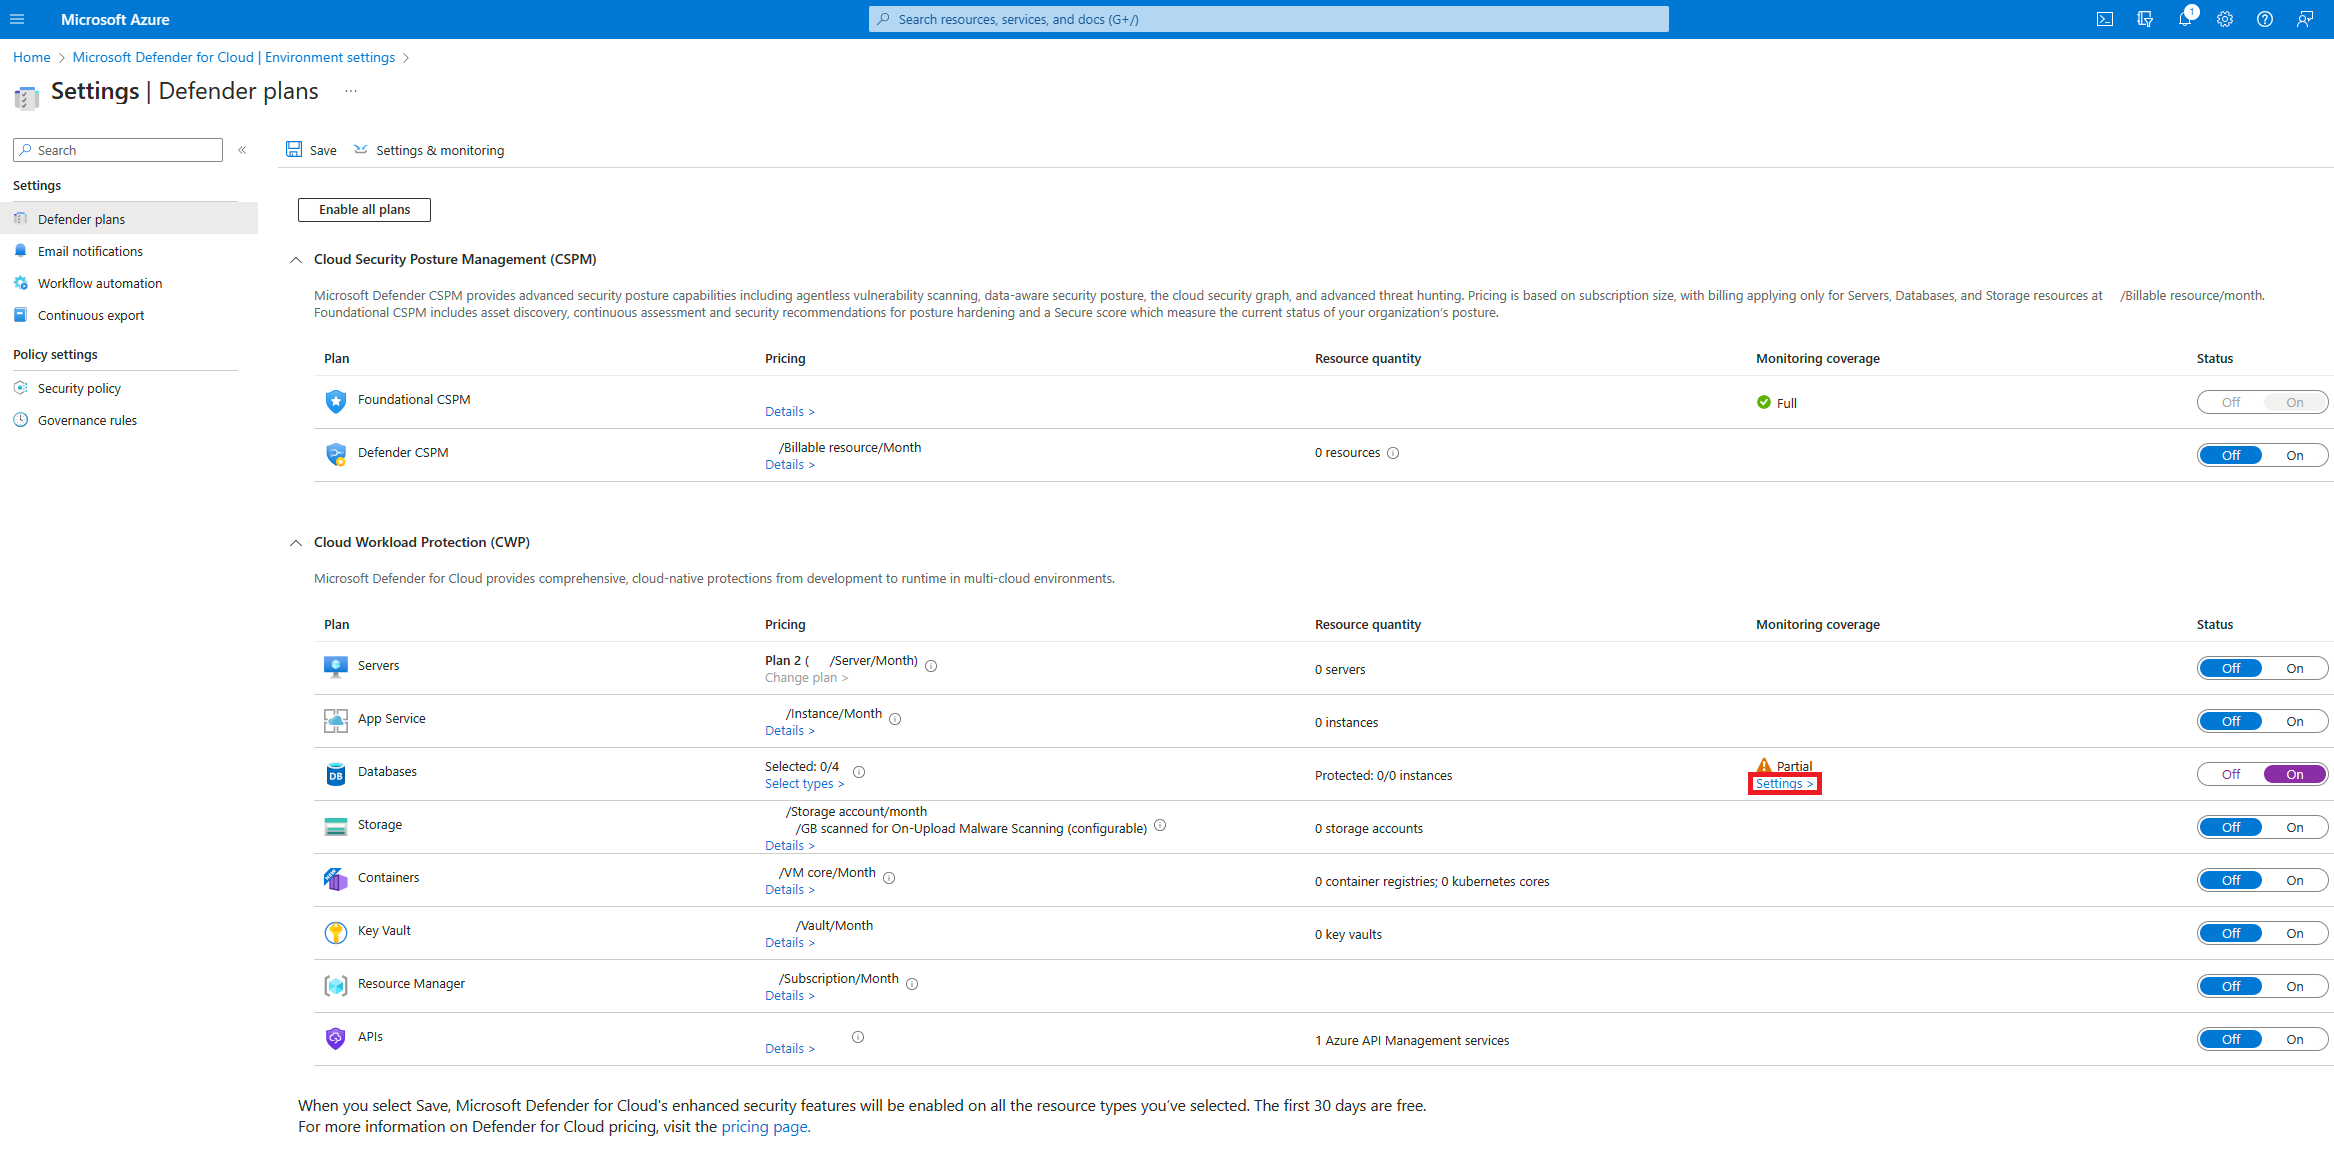 Microsoft Azure
Search resources, services, and docs (G+/)
1
Home > Microsoft Defender for Cloud | Environment settings >
Settings | Defender plans ...
Search «
Save Settings & monitoring
Settings
Defender plans
Email notifications
Workflow automation
Continuous export
Policy settings
Security policy
Governance rules
Enable all plans
Cloud Security Posture Management (CSPM)
Microsoft Defender CSPM provides advanced security posture capabilities including agentless vulnerability scanning, data-aware security posture, the cloud security graph, and advanced threat hunting. Pricing is based on subscription size, with billing applying only for Servers, Databases, and Storage resources at /Billable resource/month.
Foundational CSPM includes asset discovery, continuous assessment and security recommendations for posture hardening and a Secure score which measure the current status of your organization's posture.
Plan Pricing Resource quantity Monitoring coverage Status
Foundational CSPM Details > Full Off On
Defender CSPM /Billable resource/Month 0 resources Off On
Details >
Cloud Workload Protection (CWP)
Microsoft Defender for Cloud provides comprehensive, cloud-native protections from development to runtime in multi-cloud environments.
Plan Pricing Resource quantity Monitoring coverage Status
Servers Plan 2 ( /Server/Month) 0 servers Off On
Change plan >
App Service /Instance/Month 0 instances Off On
Details >
Databases Selected: 0/4 Protected: 0/0 instances Partial Off On
Select types > Settings >
Storage /Storage account/month 0 storage accounts Off On
/GB scanned for On-Upload Malware Scanning (configurable)
Details >
NEW Containers /VM core/Month 0 container registries; 0 kubernetes cores Off On
Details >
Key Vault /Vault/Month 0 key vaults Off On
Details >
Resource Manager /Subscription/Month Off On
Details >
APIs 1 Azure API Management services Off On
Details >
When you select Save, Microsoft Defender for Cloud's enhanced security features will be enabled on all the resource types you've selected. The first 30 days are free.
For more information on Defender for Cloud pricing, visit the pricing page.